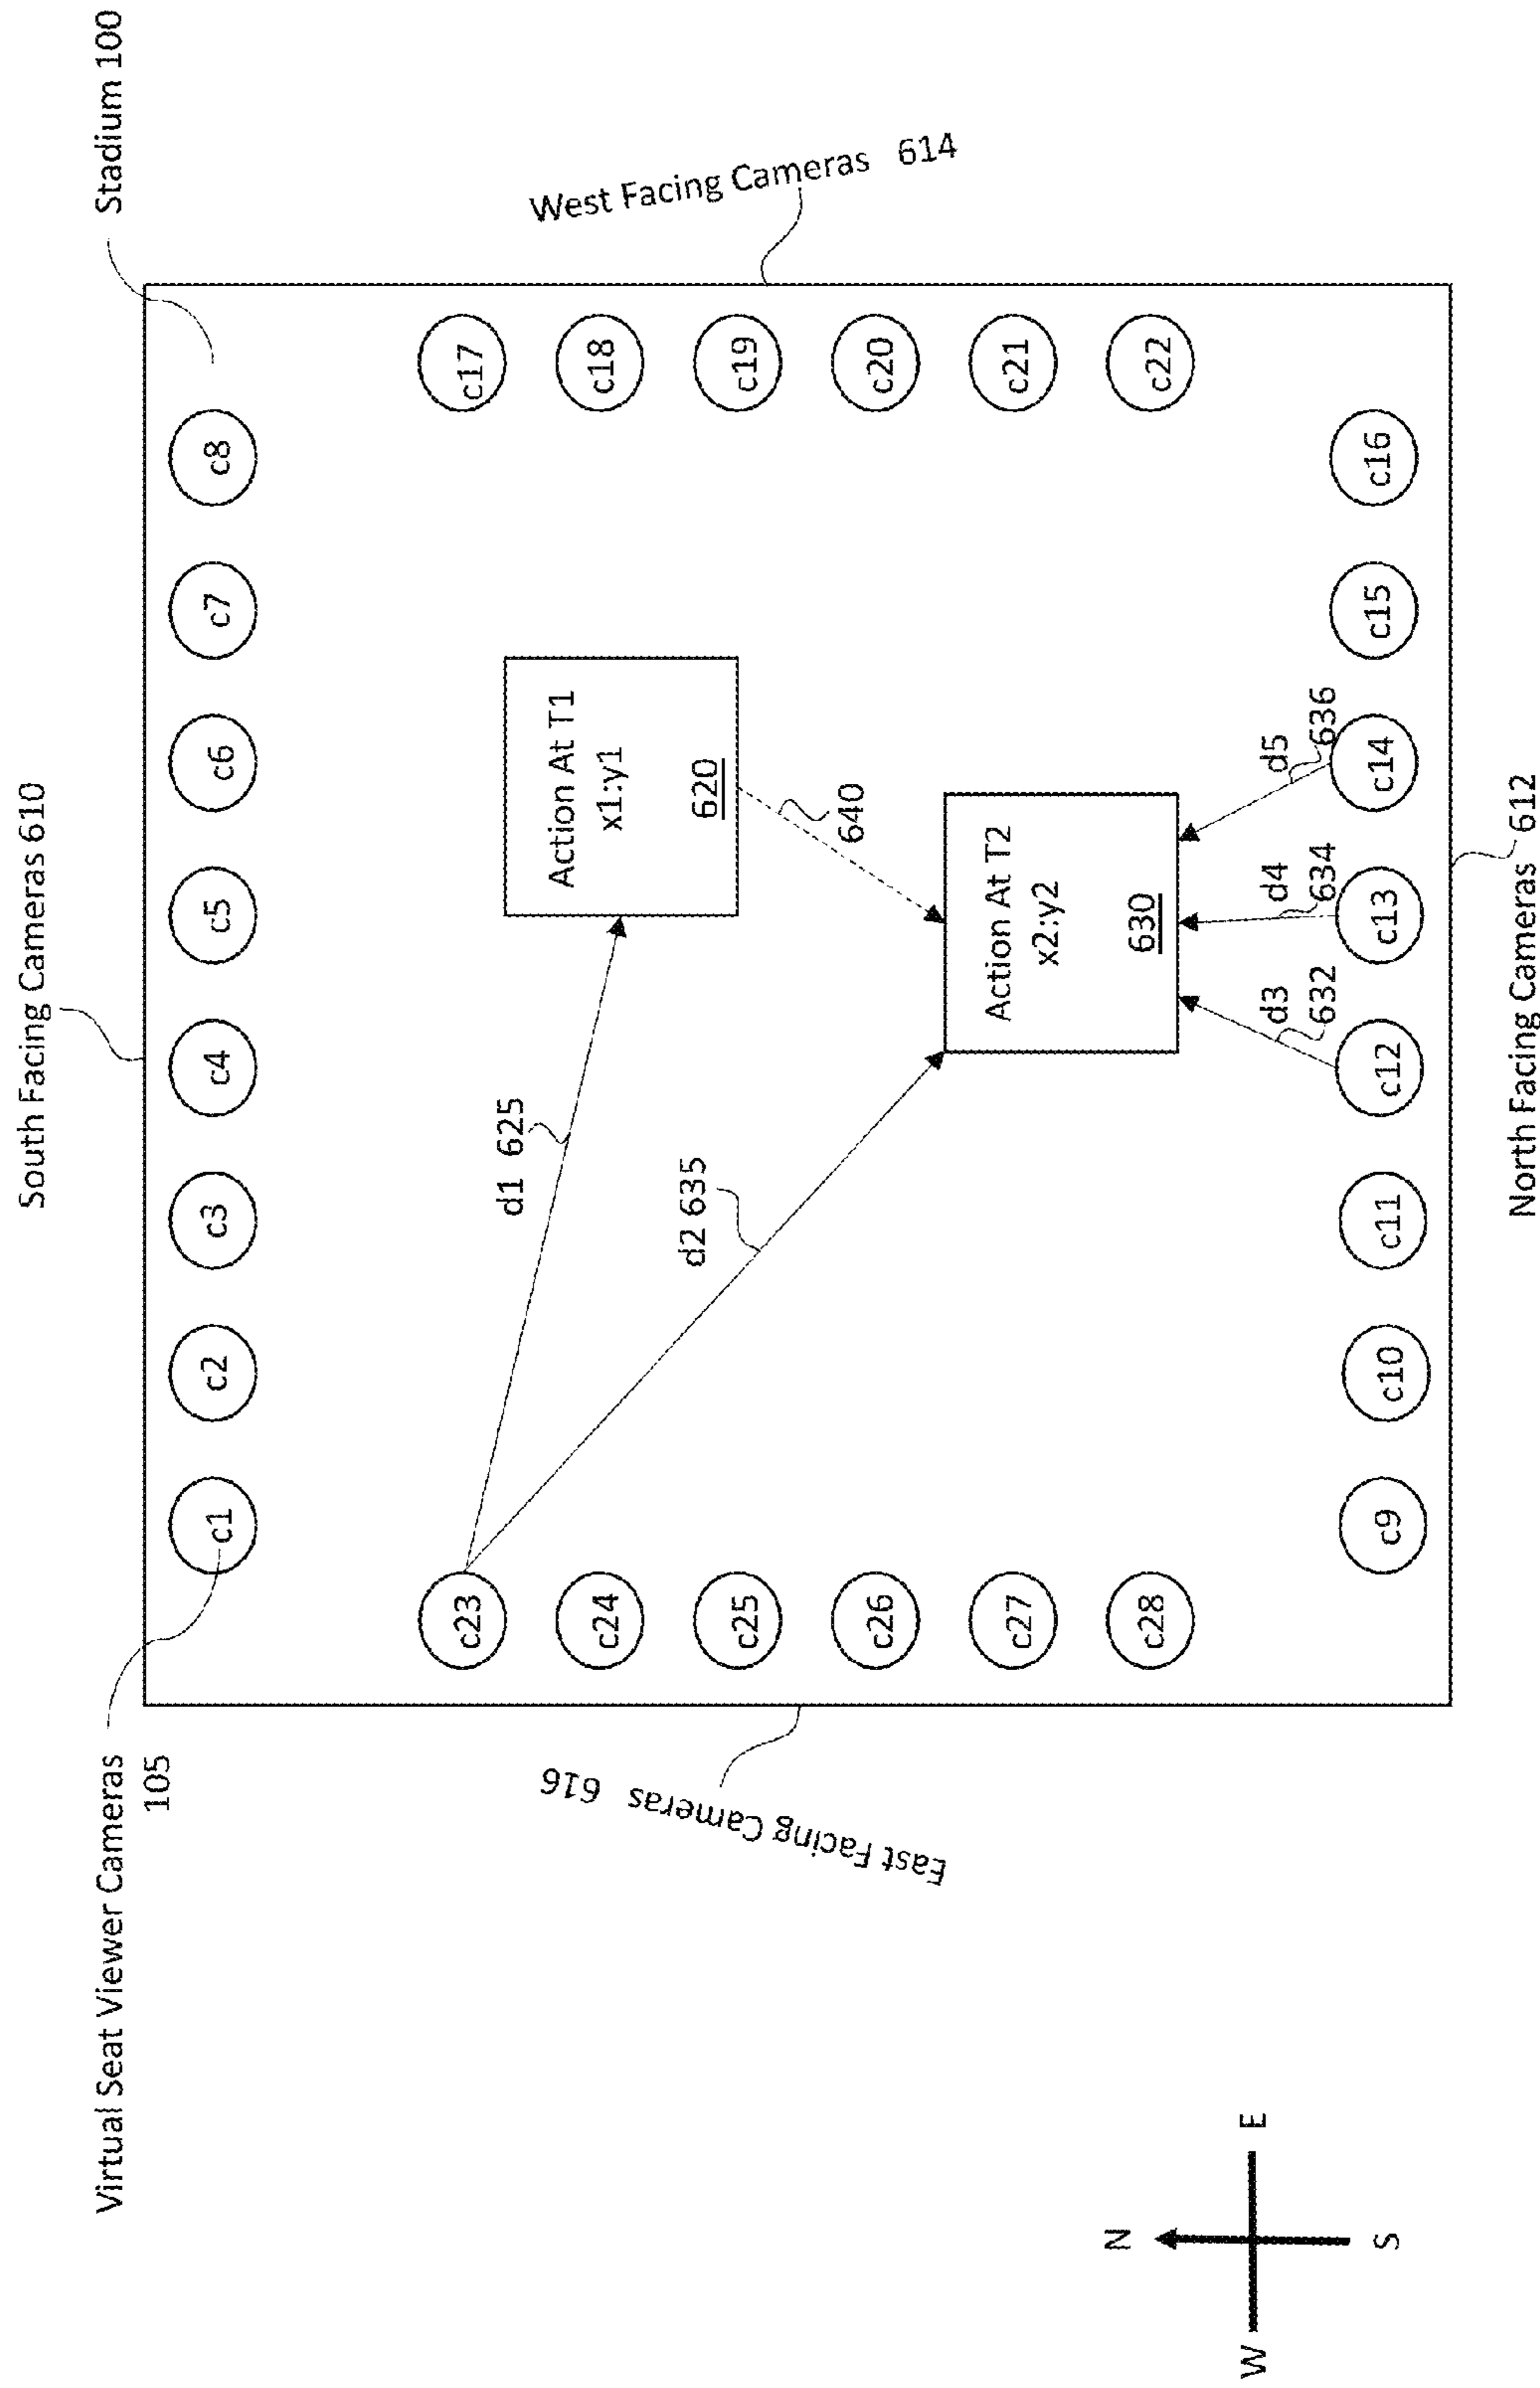 South Facing Cameras 610
Stadium 100
Virtual Seat Viewer Cameras
105
c1
c2
c3
c4
c5
c6
c7
c8
c23
c24
c25
c26
c27
c28
c17
c18
c19
c20
c21
c22
West Facing Cameras 614
East Facing Cameras 616
Action At T1
x1:y1
620
d1 625
d2 635
640
Action At T2
x2:y2
630
d3
632
d4
634
d5
636
c9
c10
c11
c12
c13
c14
c15
c16
North Facing Cameras 612
N
W
E
S